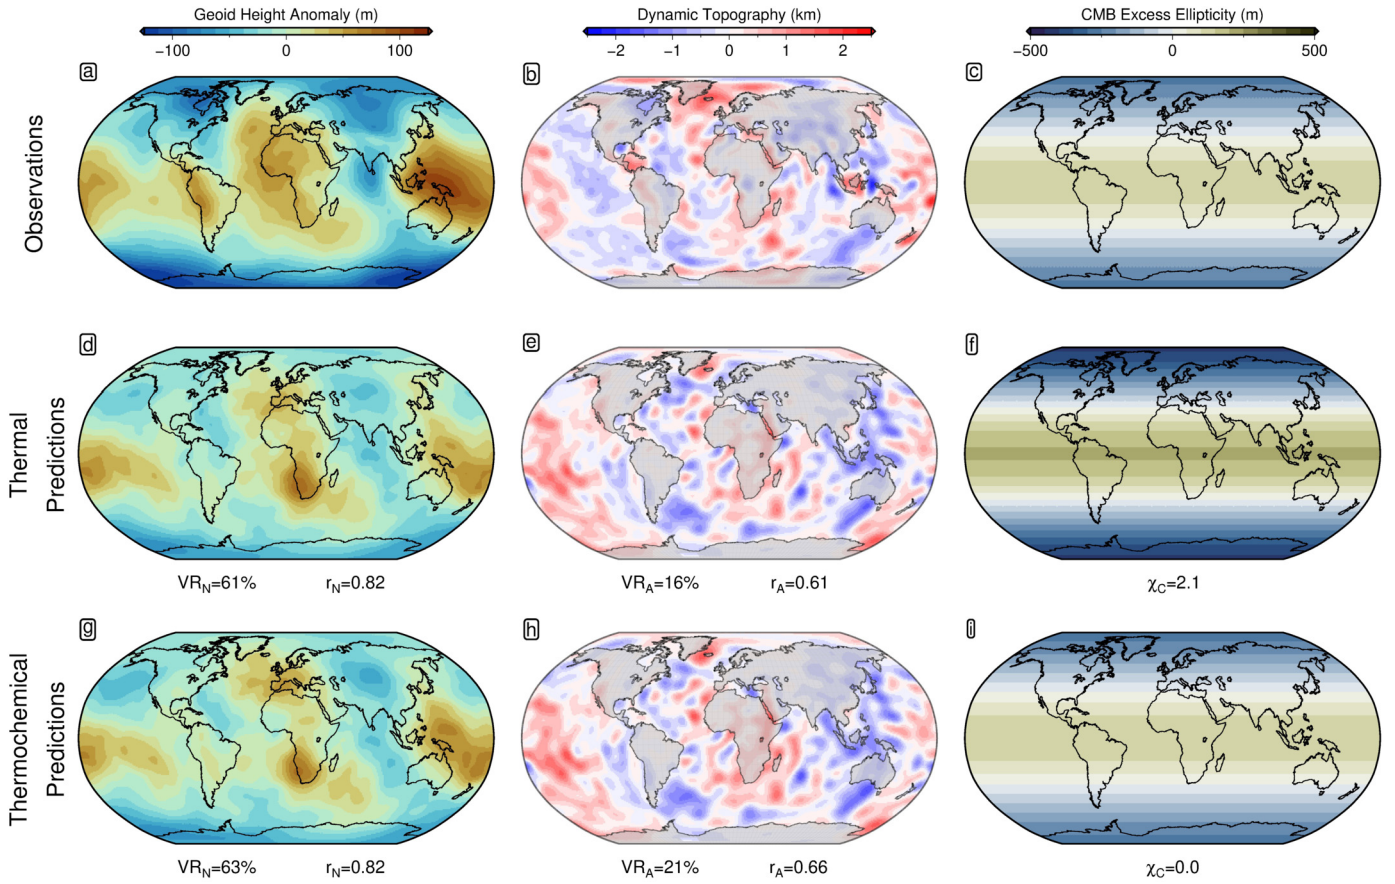 Geoid Height Anomaly (m)
−100 0 100
Dynamic Topography (km)
−2 −1 0 1 2
CMB Excess Ellipticity (m)
−500 0 500
Observations
a
b
c
Thermal
Predictions
d
e
f
VR_N=61% r_N=0.82
VR_A=16% r_A=0.61
χ_C=2.1
Thermochemical
Predictions
g
h
i
VR_N=63% r_N=0.82
VR_A=21% r_A=0.66
χ_C=0.0